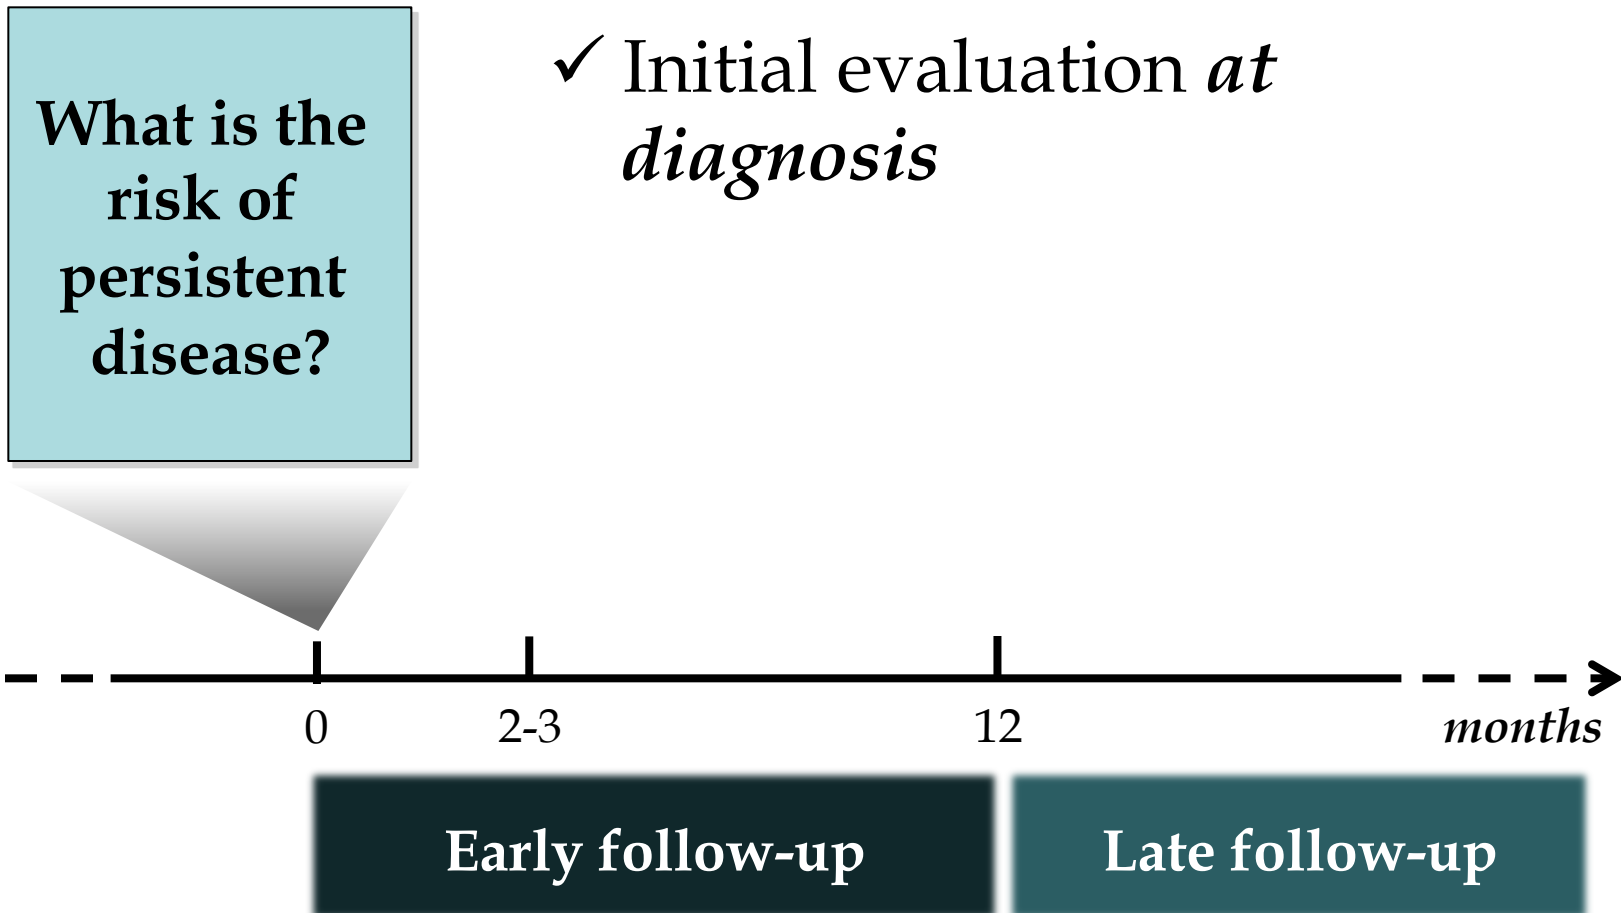 What is the
risk of
persistent
disease?
✓ Initial evaluation at
diagnosis
0
2-3
12
months
Early follow-up
Late follow-up